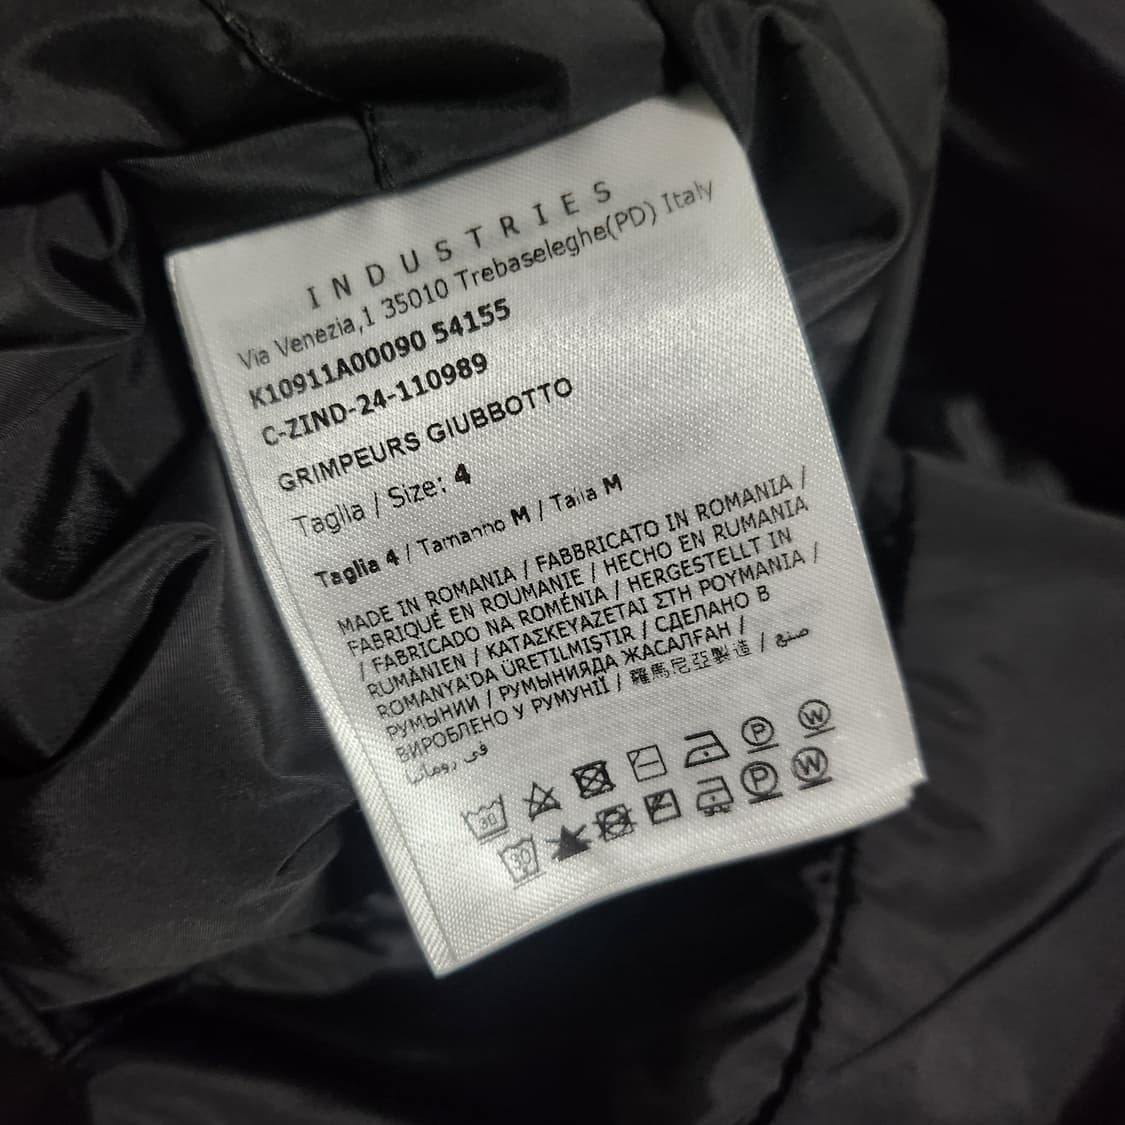 INDUSTRIES
Via Venezia,1 35010 Trebaseleghe(PD) Italy
K10911A00090 54155
C-ZIND-24-110989
GRIMPEURS GIUBBOTTO
Taglia / Size: 4
Taglia 4 / Tamanho M / Talla M
MADE IN ROMANIA / FABBRICATO IN ROMANIA /
FABRIQUÉ EN ROUMANIE / HECHO EN RUMANIA
/ FABRICADO NA ROMÉNIA / HERGESTELLT IN
RUMÄNIEN / ΚΑΤΑΣΚΕΥΑΖΕΤΑΙ ΣΤΗ ΡΟΥΜΑΝΙΑ /
ROMANYA'DA ÜRETILMIŞTIR / СДЕЛАНО В
РУМЫНИИ / РУМЫНИЯДА ЖАСАЛҒАН /
ВИРОБЛЕНО У РУМУНІЇ / 羅馬尼亞製造 / صنع
في رومانيا
30 P W
30 P W